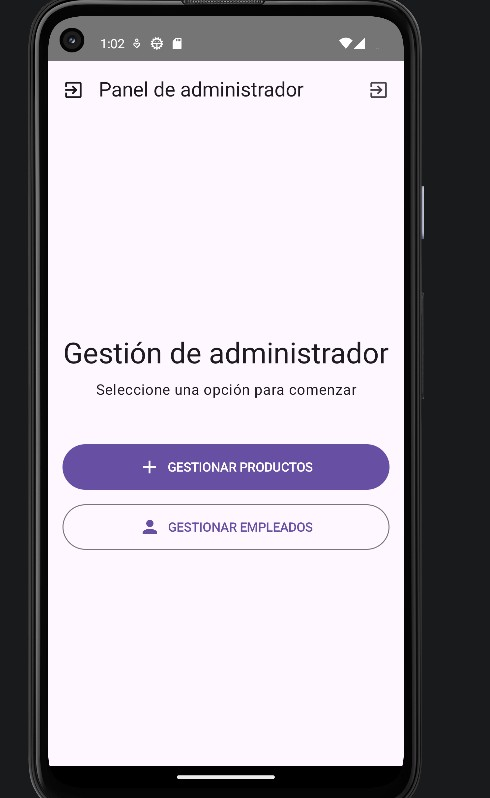 1:02
Panel de administrador
Gestión de administrador
Seleccione una opción para comenzar
GESTIONAR PRODUCTOS
GESTIONAR EMPLEADOS